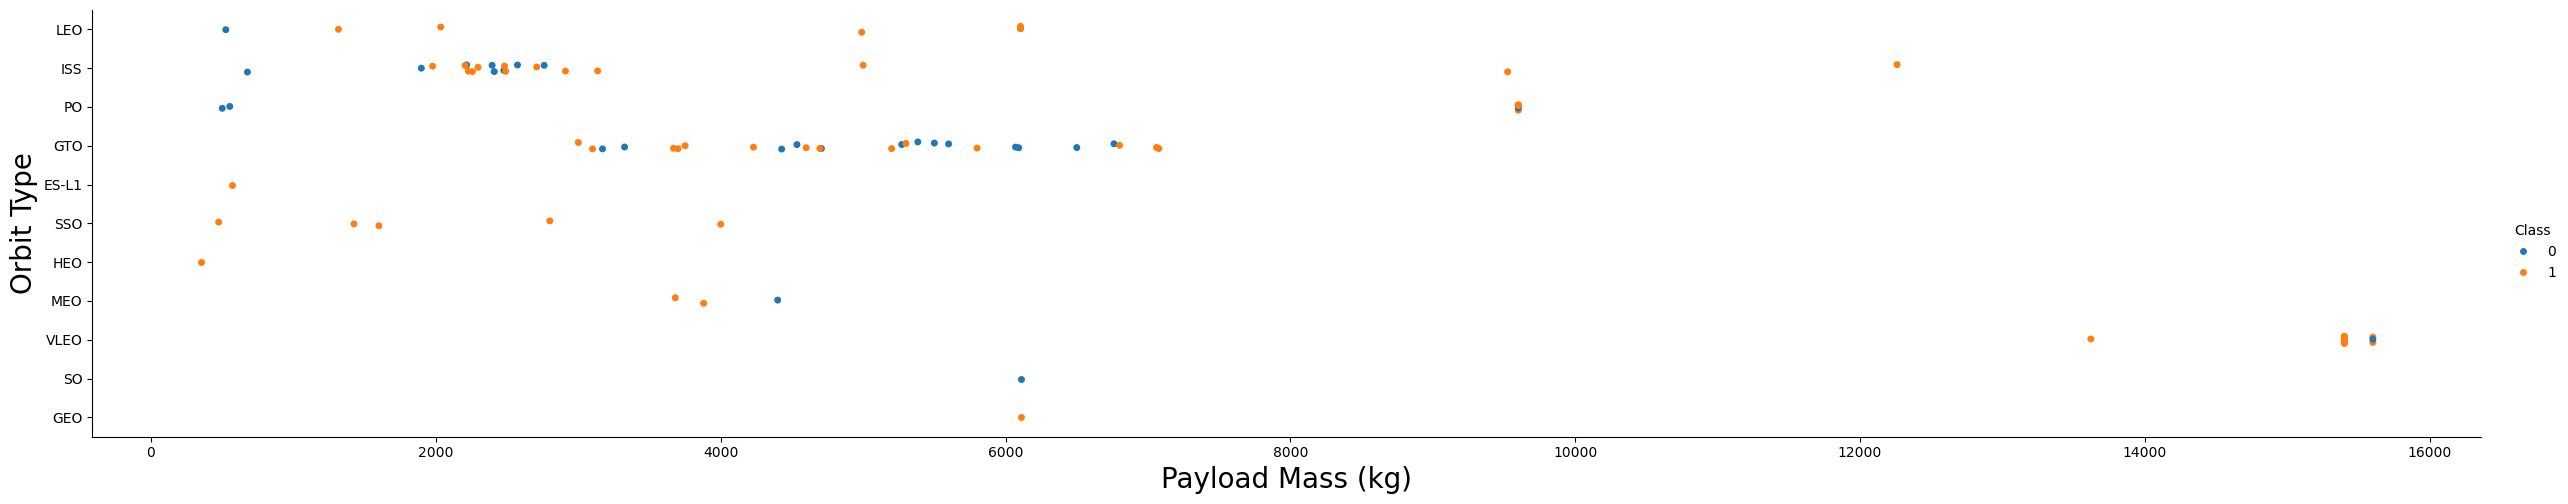 Orbit Type
LEO
ISS
PO
GTO
ES-L1
SSO
HEO
MEO
VLEO
SO
GEO
0 2000 4000 6000 8000 10000 12000 14000 16000
Payload Mass (kg)
Class
0
1